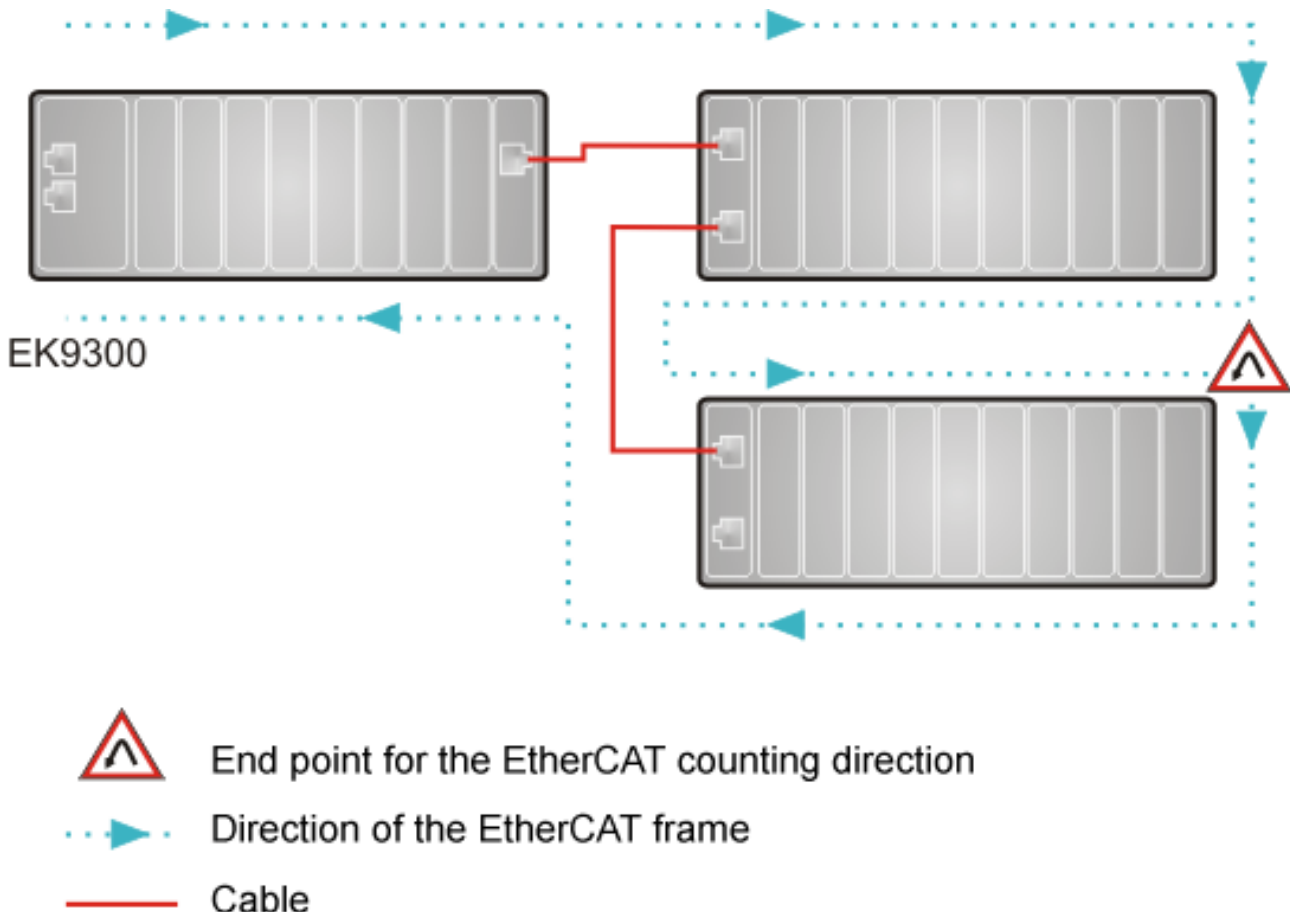 EK9300
End point for the EtherCAT counting direction
Direction of the EtherCAT frame
Cable